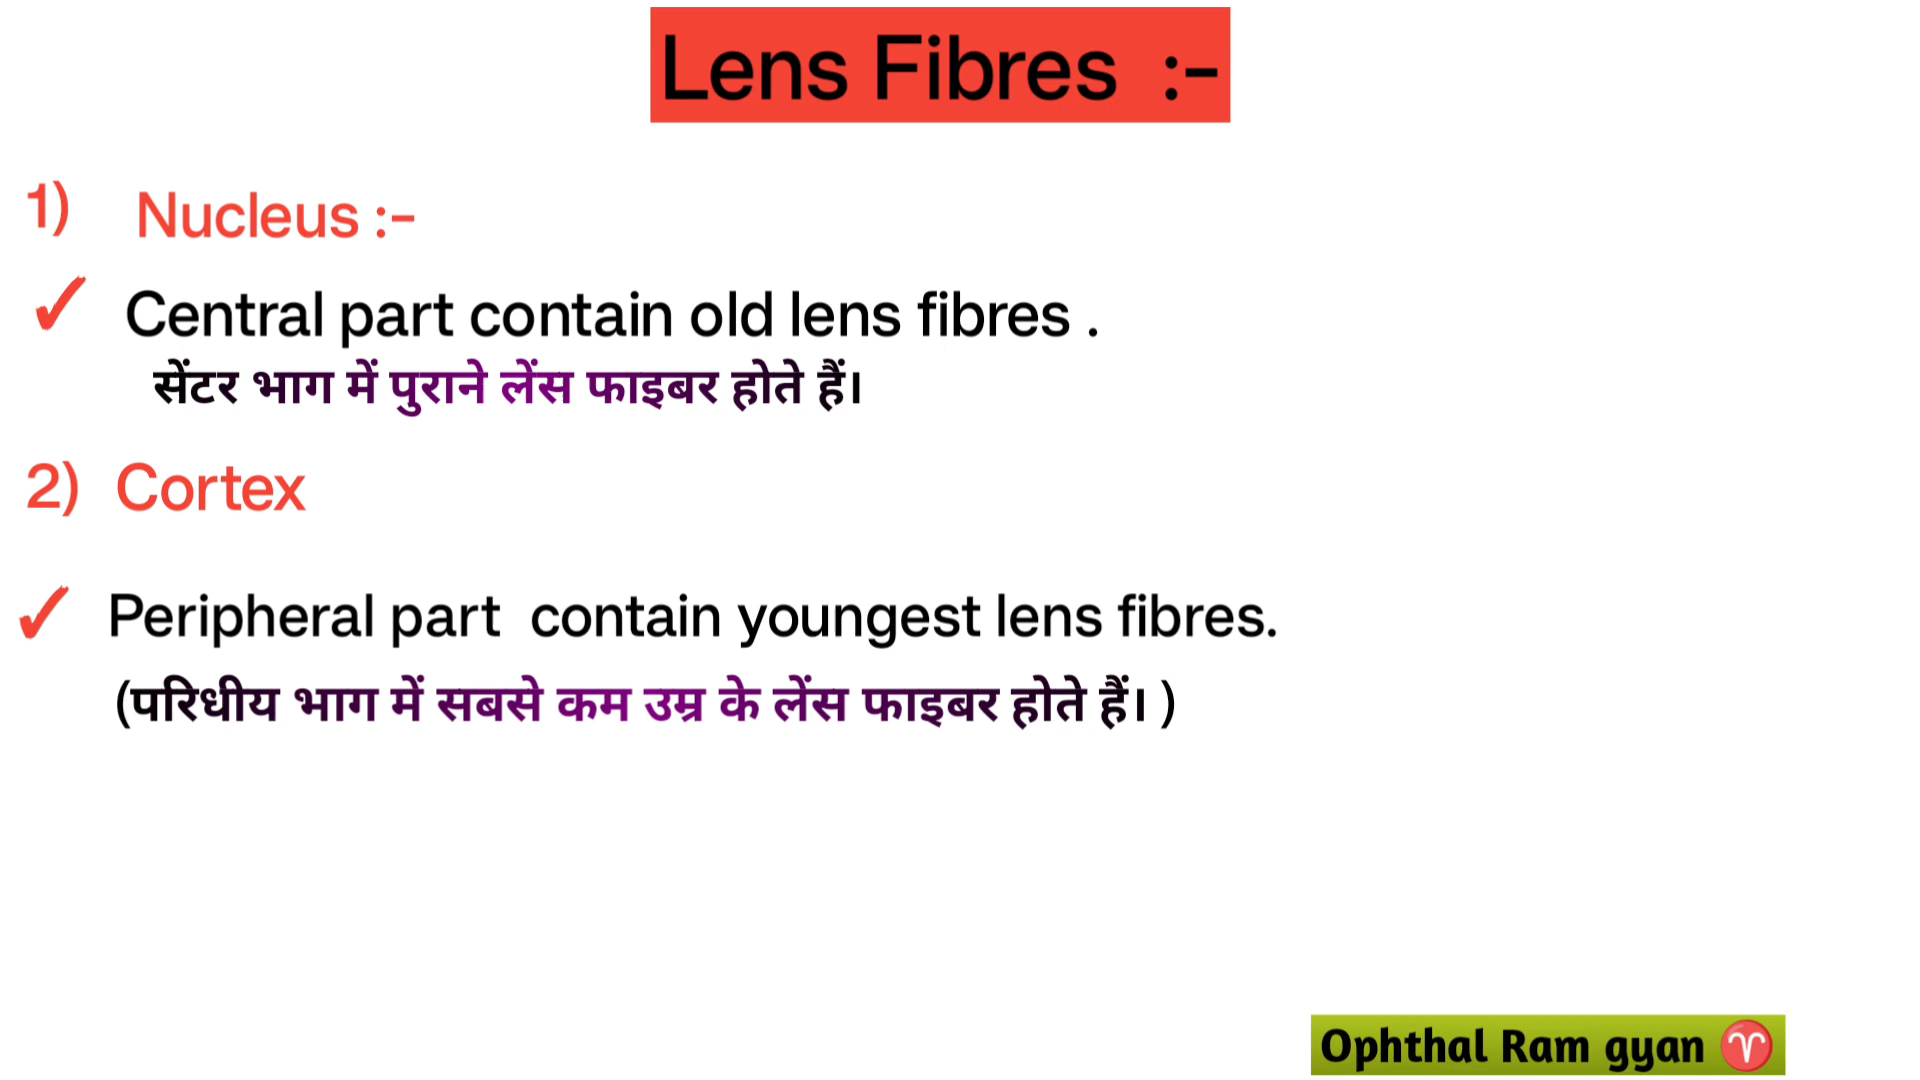 Lens Fibres :-
1) Nucleus :-
✓ Central part contain old lens fibres .
सेंटर भाग में पुराने लेंस फाइबर होते हैं।
2) Cortex
✓ Peripheral part contain youngest lens fibres.
(परिधीय भाग में सबसे कम उम्र के लेंस फाइबर होते हैं। )
Ophthal Ram gyan ♈